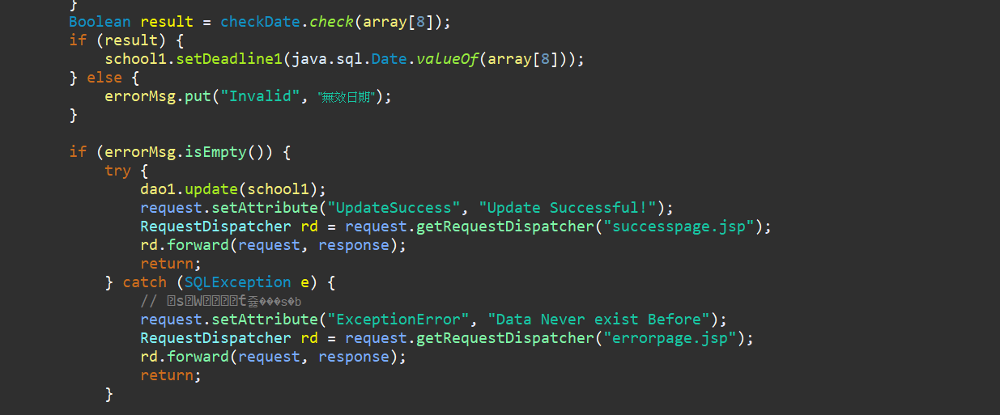 }
Boolean result = checkDate.check(array[8]);
if (result) {
school1.setDeadline1(java.sql.Date.valueOf(array[8]));
} else {
errorMsg.put("Invalid", "無效日期");
}
if (errorMsg.isEmpty()) {
try {
dao1.update(school1);
request.setAttribute("UpdateSuccess", "Update Successful!");
RequestDispatcher rd = request.getRequestDispatcher("successpage.jsp");
rd.forward(request, response);
return;
} catch (SQLException e) {
//
request.setAttribute("ExceptionError", "Data Never exist Before");
RequestDispatcher rd = request.getRequestDispatcher("errorpage.jsp");
rd.forward(request, response);
return;
}